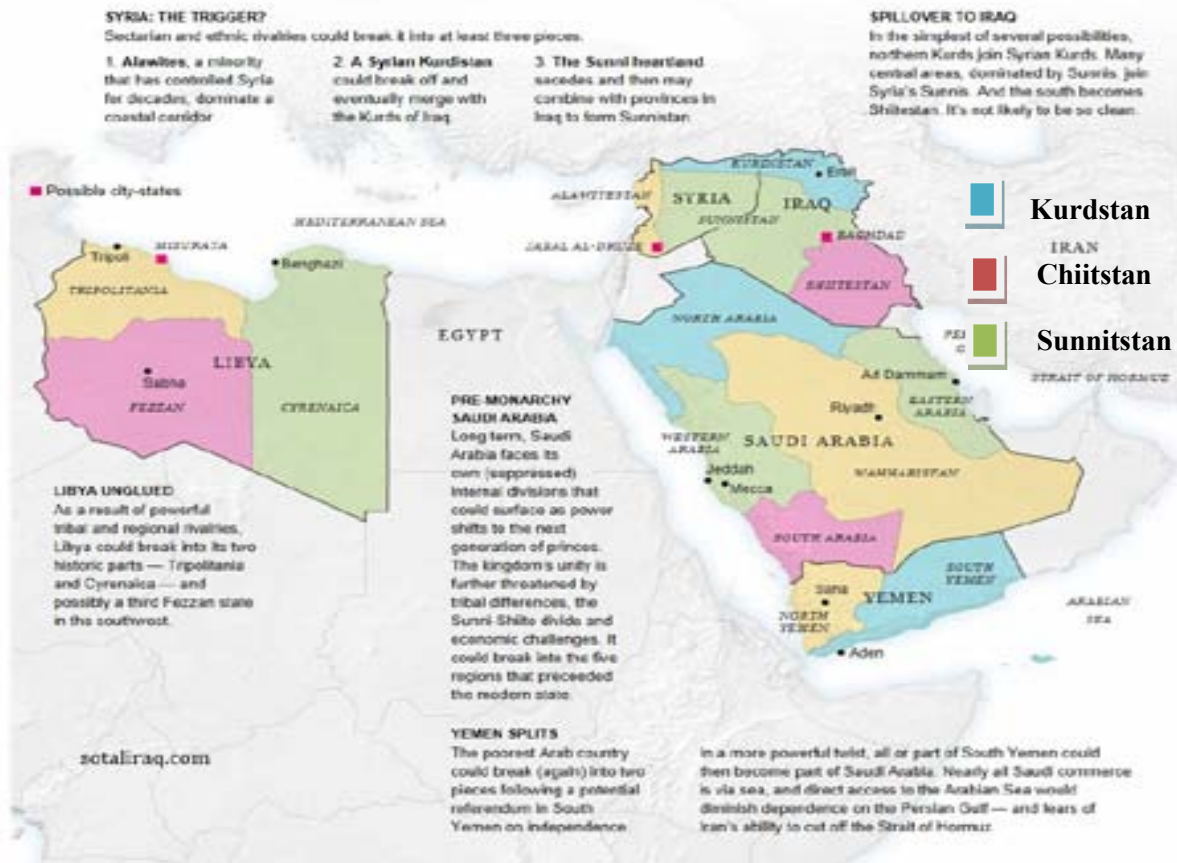 SYRIA: THE TRIGGER?
Sectarian and ethnic rivalries could break it into at least three pieces.
1. Alawites, a minority
that has controlled Syria
for decades, dominate a
coastal corridor
2. A Syrian Kurdistan
could break off and
eventually merge with
the Kurds of Iraq
3. The Sunni heartland
secedes and then may
combine with provinces in
Iraq to form Sunnistan
SPILLOVER TO IRAQ
In the simplest of several possibilities,
northern Kurds join Syrian Kurds. Many
central areas, dominated by Sunnis, join
Syria's Sunnis. And the south becomes
Shiitestan. It's not likely to be so clean.
Possible city-states
MEDITERRANEAN SEA
Tripoli
MISURATA
Benghazi
TRIPOLITANIA
LIBYA
Sabha
FEZZAN
CYRENAICA
EGYPT
ALAWITESTAN
KURDISTAN
Erbil
SYRIA
IRAQ
SUNNISTAN
JABAL AL-DRUZE
BAGHDAD
SHIITESTAN
Kurdstan
IRAN
Chiitstan
Sunnitstan
STRAIT OF HORMUZ
NORTH ARABIA
Ad Dammam
EASTERN
ARABIA
Riyadh
WESTERN
ARABIA
SAUDI ARABIA
WAHHABISTAN
Jeddah
Mecca
SOUTH ARABIA
SOUTH
YEMEN
YEMEN
NORTH
YEMEN
Aden
ARABIAN
SEA
LIBYA UNGLUED
As a result of powerful
tribal and regional rivalries,
Libya could break into its two
historic parts — Tripolitania
and Cyrenaica — and
possibly a third Fezzan state
in the southwest.
PRE-MONARCHY
SAUDI ARABIA
Long term, Saudi
Arabia faces its
own (suppressed)
internal divisions that
could surface as power
shifts to the next
generation of princes.
The kingdom's unity is
further threatened by
tribal differences, the
Sunni-Shiite divide and
economic challenges. It
could break into the five
regions that preceeded
the modern state.
YEMEN SPLITS
The poorest Arab country
could break (again) into two
pieces following a potential
referendum in South
Yemen on independence
In a more powerful twist, all or part of South Yemen could
then become part of Saudi Arabia. Nearly all Saudi commerce
is via sea, and direct access to the Arabian Sea would
diminish dependence on the Persian Gulf — and fears of
Iran's ability to cut off the Strait of Hormuz.
sotaliraq.com